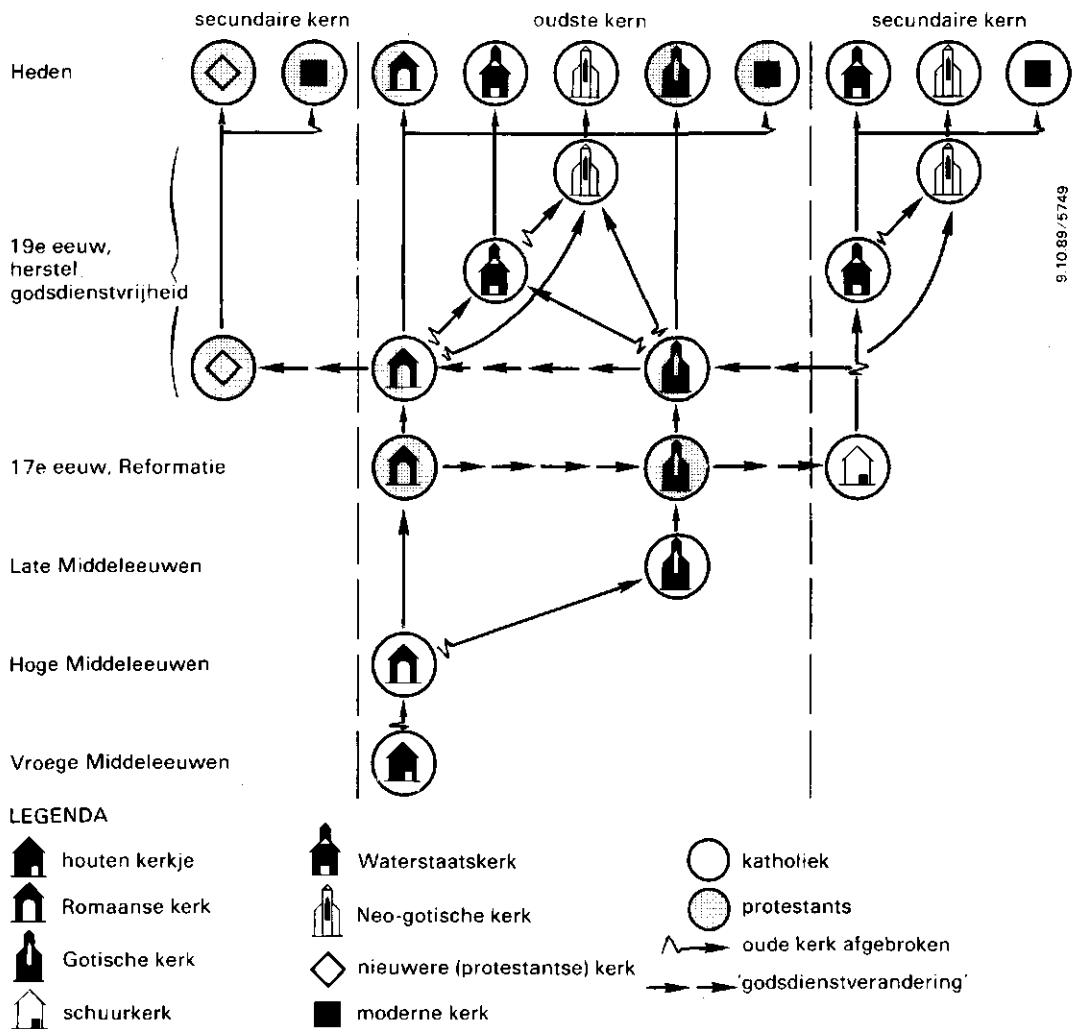 secundaire kern
oudste kern
secundaire kern
Heden
19e eeuw,
herstel
godsdienstvrijheid
17e eeuw, Reformatie
Late Middeleeuwen
Hoge Middeleeuwen
Vroege Middeleeuwen
9.10.89/5749
LEGENDA
houten kerkje
Romaanse kerk
Gotische kerk
schuurkerk
Waterstaatskerk
Neo-gotische kerk
nieuwere (protestantse) kerk
moderne kerk
katholiek
protestants
oude kerk afgebroken
'godsdienstverandering'